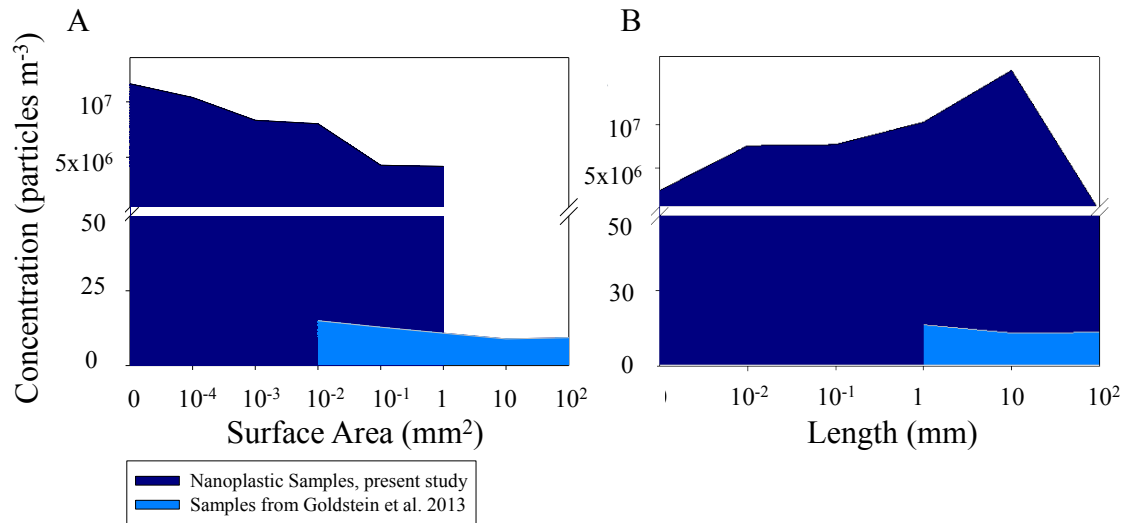 A
B
Concentration (particles m⁻³)
10⁷
5x10⁶
50
25
0
0 10⁻⁴ 10⁻³ 10⁻² 10⁻¹ 1 10 10²
Surface Area (mm²)
10⁷
5x10⁶
50
30
0
0 10⁻² 10⁻¹ 1 10 10²
Length (mm)
Nanoplastic Samples, present study
Samples from Goldstein et al. 2013